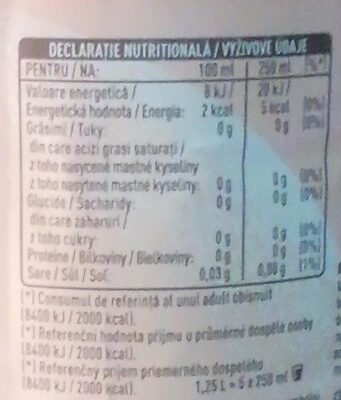 DECLARAȚIE NUTRIȚIONALĂ / VÝŽIVOVÉ ÚDAJE
PENTRU / NA: 100 ml 250 ml (%*)
Valoare energetică / 8 kJ / 20 kJ /
Energetická hodnota / Energia: 2 kcal 5 kcal (0%)
Grăsimi / Tuky: 0 g 0 g (0%)
din care acizi grași saturați /
z toho nasycené mastné kyseliny
z toho nasýtené mastné kyseliny: 0 g 0 g (0%)
Glucide / Sacharidy: 0 g 0 g (0%)
din care zaharuri /
z toho cukry: 0 g 0 g (0%)
Proteine / Bílkoviny / Bielkoviny: 0 g 0 g (0%)
Sare / Sůl / Soľ: 0,03 g 0,08 g (1%)
(*) Consumul de referință al unui adult obișnuit
(8400 kJ / 2000 kcal).
(*) Referenční hodnota příjmu u průměrné dospělé osoby
(8400 kJ / 2000 kcal).
(*) Referenčný príjem priemerného dospelého
(8400 kJ / 2000 kcal). 1,25 L = 5 x 250 ml